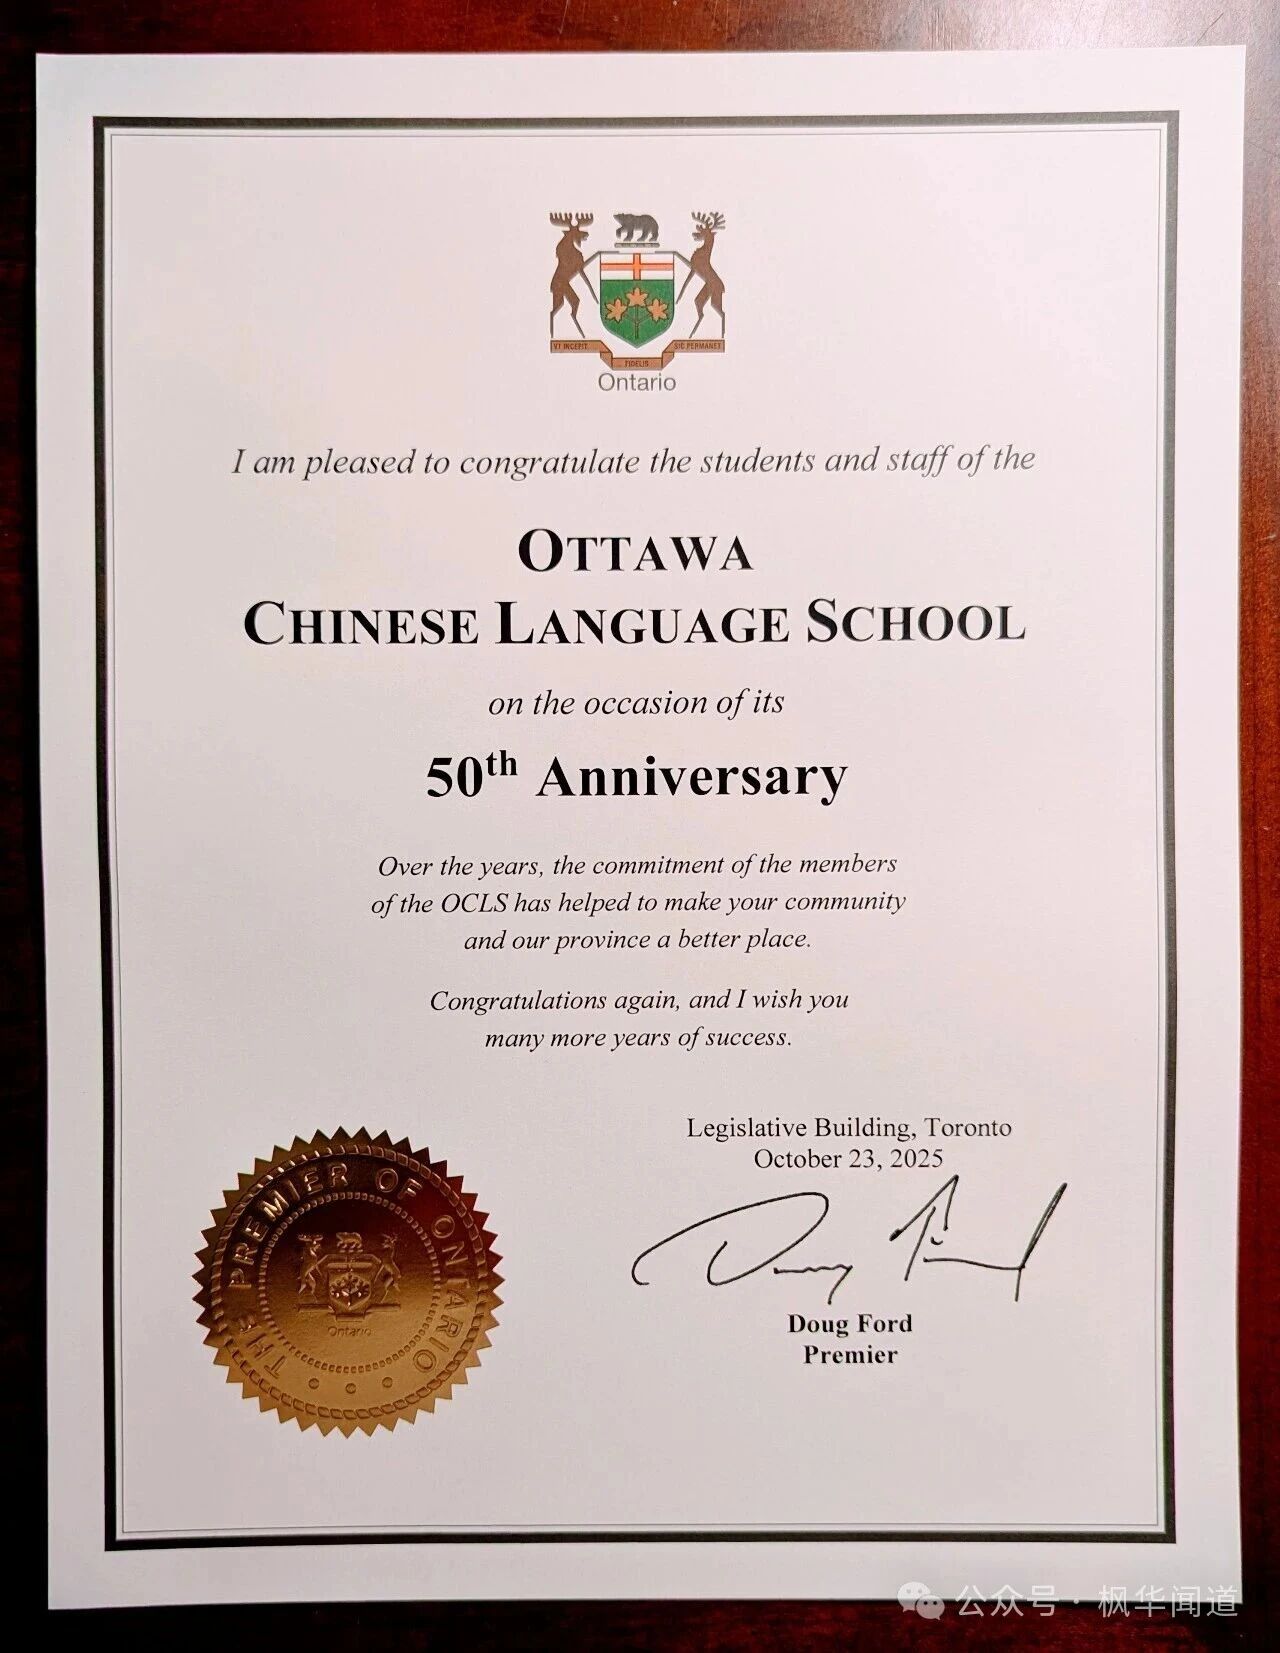 VT INCEPIT
SIC PERMANET
FIDELIS
Ontario
I am pleased to congratulate the students and staff of the
OTTAWA
CHINESE LANGUAGE SCHOOL
on the occasion of its
50th Anniversary
Over the years, the commitment of the members
of the OCLS has helped to make your community
and our province a better place.
Congratulations again, and I wish you
many more years of success.
Legislative Building, Toronto
October 23, 2025
Doug Ford
Doug Ford
Premier
THE PREMIER OF ONTARIO
Ontario
公众号 · 枫华闻道